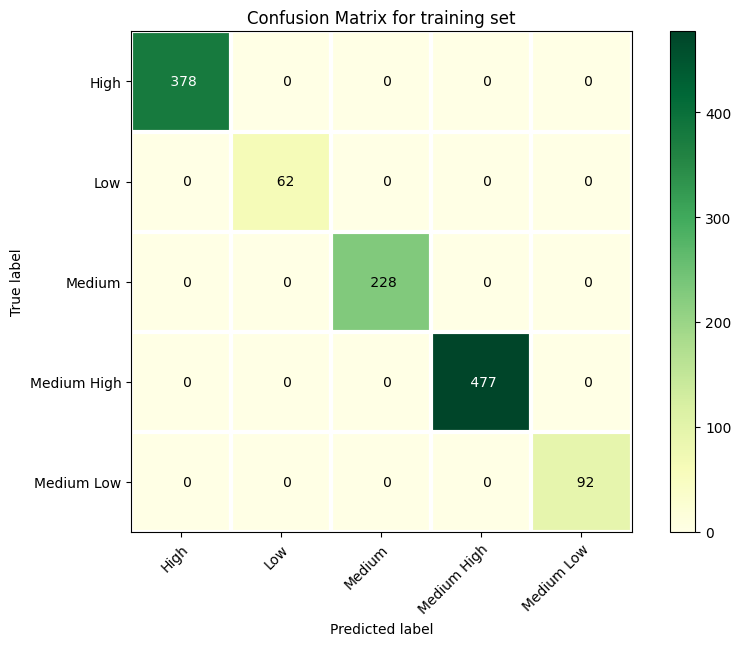 Confusion Matrix for training set
High 378 0 0 0 0
Low 0 62 0 0 0
Medium 0 0 228 0 0
Medium High 0 0 0 477 0
Medium Low 0 0 0 0 92
High Low Medium Medium High Medium Low
Predicted label
True label
400
300
200
100
0